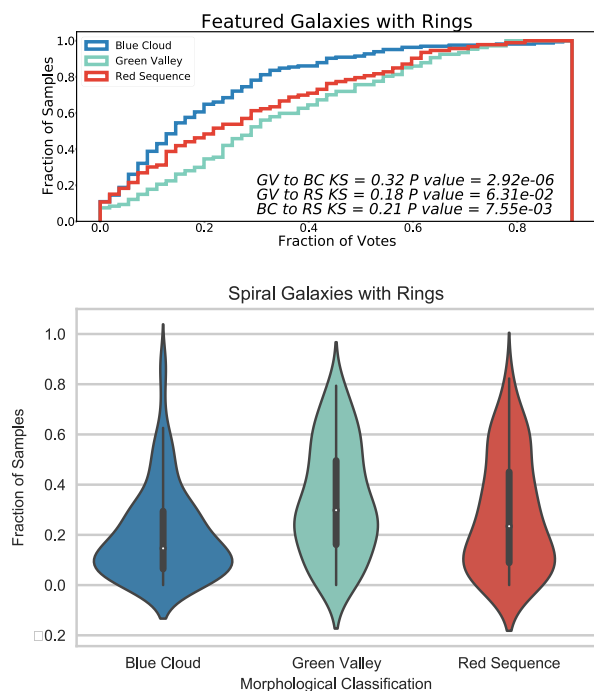 Featured Galaxies with Rings
1.0
0.8
0.6
0.4
0.2
0.0
Fraction of Samples
Blue Cloud
Green Valley
Red Sequence
GV to BC KS = 0.32 P value = 2.92e-06
GV to RS KS = 0.18 P value = 6.31e-02
BC to RS KS = 0.21 P value = 7.55e-03
0.0 0.2 0.4 0.6 0.8
Fraction of Votes
Spiral Galaxies with Rings
1.0
0.8
0.6
0.4
0.2
0.0
□0.2
Fraction of Samples
Blue Cloud Green Valley Red Sequence
Morphological Classification